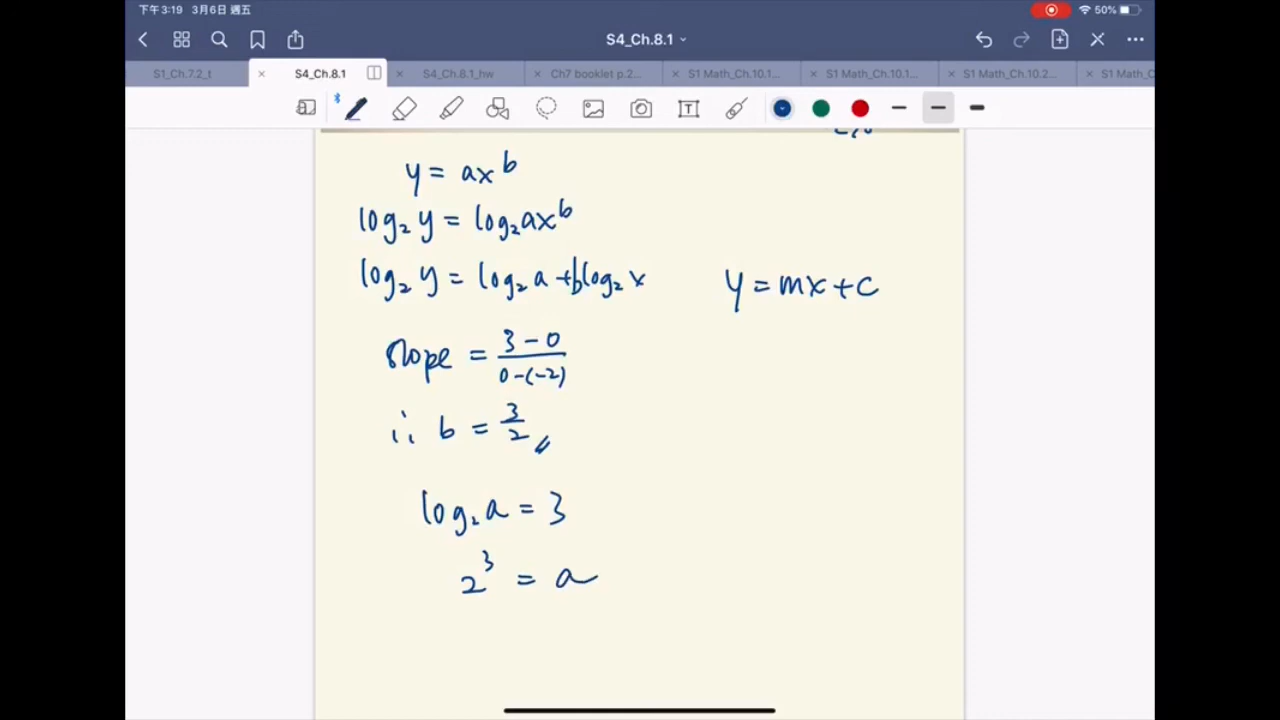 下午 3:19 3月6日 週五 50%
S4_Ch.8.1
S1_Ch.7.2_t S4_Ch.8.1 S4_Ch.8.1_hw Ch7 booklet p.2... S1 Math_Ch.10.1... S1 Math_Ch.10.1... S1 Math_Ch.10.2... S1 Math_Ch
y = ax^b
log₂ y = log₂ ax^b
log₂ y = log₂ a + b log₂ x y = mx + c
slope = (3 - 0)/(0 - (-2))
∴ b = 3/2
log₂ a = 3
2³ = a